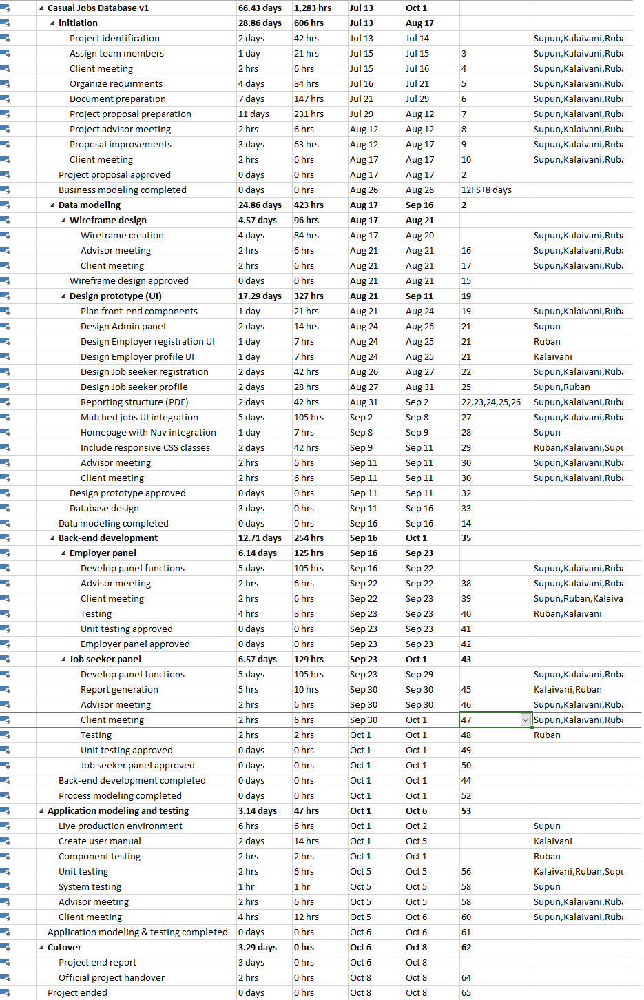 Casual Jobs Database v1 66.43 days 1,283 hrs Jul 13 Oct 1
initiation 28.86 days 606 hrs Jul 13 Aug 17
Project identification 2 days 42 hrs Jul 13 Jul 14 Supun,Kalaivani,Ruba
Assign team members 1 day 21 hrs Jul 15 Jul 15 3 Supun,Kalaivani,Ruba
Client meeting 2 hrs 6 hrs Jul 15 Jul 16 4 Supun,Kalaivani,Ruba
Organize requirments 4 days 84 hrs Jul 16 Jul 21 5 Supun,Kalaivani,Ruba
Document preparation 7 days 147 hrs Jul 21 Jul 29 6 Supun,Kalaivani,Ruba
Project proposal preparation 11 days 231 hrs Jul 29 Aug 12 7 Supun,Kalaivani,Ruba
Project advisor meeting 2 hrs 6 hrs Aug 12 Aug 12 8 Supun,Kalaivani,Ruba
Proposal improvements 3 days 63 hrs Aug 12 Aug 17 9 Supun,Kalaivani,Ruba
Client meeting 2 hrs 6 hrs Aug 17 Aug 17 10 Supun,Kalaivani,Ruba
Project proposal approved 0 days 0 hrs Aug 17 Aug 17 2
Business modeling completed 0 days 0 hrs Aug 26 Aug 26 12FS+8 days
Data modeling 24.86 days 423 hrs Aug 17 Sep 16 2
Wireframe design 4.57 days 96 hrs Aug 17 Aug 21
Wireframe creation 4 days 84 hrs Aug 17 Aug 20 Supun,Kalaivani,Ruba
Advisor meeting 2 hrs 6 hrs Aug 21 Aug 21 16 Supun,Kalaivani,Ruba
Client meeting 2 hrs 6 hrs Aug 21 Aug 21 17 Supun,Kalaivani,Ruba
Wireframe design approved 0 days 0 hrs Aug 21 Aug 21 15
Design prototype (UI) 17.29 days 327 hrs Aug 21 Sep 11 19
Plan front-end components 1 day 21 hrs Aug 21 Aug 24 19 Supun,Kalaivani,Ruba
Design Admin panel 2 days 14 hrs Aug 24 Aug 26 21 Supun
Design Employer registration UI 1 day 7 hrs Aug 24 Aug 25 21 Ruban
Design Employer profile UI 1 day 7 hrs Aug 24 Aug 25 21 Kalaivani
Design Job seeker registration 2 days 42 hrs Aug 26 Aug 27 22 Supun,Kalaivani,Ruba
Design Job seeker profile 2 days 28 hrs Aug 27 Aug 31 25 Supun,Ruban
Reporting structure (PDF) 2 days 42 hrs Aug 31 Sep 2 22,23,24,25,26 Supun,Kalaivani,Ruba
Matched jobs UI integration 5 days 105 hrs Sep 2 Sep 8 27 Supun,Kalaivani,Ruba
Homepage with Nav integration 1 day 7 hrs Sep 8 Sep 9 28 Supun
Include responsive CSS classes 2 days 42 hrs Sep 9 Sep 11 29 Ruban,Kalaivani,Supu
Advisor meeting 2 hrs 6 hrs Sep 11 Sep 11 30 Supun,Kalaivani,Ruba
Client meeting 2 hrs 6 hrs Sep 11 Sep 11 30 Supun,Kalaivani,Ruba
Design prototype approved 0 days 0 hrs Sep 11 Sep 11 32
Database design 3 days 0 hrs Sep 11 Sep 16 33
Data modeling completed 0 days 0 hrs Sep 16 Sep 16 14
Back-end development 12.71 days 254 hrs Sep 16 Oct 1 35
Employer panel 6.14 days 125 hrs Sep 16 Sep 23
Develop panel functions 5 days 105 hrs Sep 16 Sep 22 Supun,Kalaivani,Ruba
Advisor meeting 2 hrs 6 hrs Sep 22 Sep 22 38 Supun,Kalaivani,Ruba
Client meeting 2 hrs 6 hrs Sep 22 Sep 23 39 Supun,Ruban,Kalaiva
Testing 4 hrs 8 hrs Sep 23 Sep 23 40 Ruban,Kalaivani
Unit testing approved 0 days 0 hrs Sep 23 Sep 23 41
Employer panel approved 0 days 0 hrs Sep 23 Sep 23 42
Job seeker panel 6.57 days 129 hrs Sep 23 Oct 1 43
Develop panel functions 5 days 105 hrs Sep 23 Sep 29 Supun,Kalaivani,Ruba
Report generation 5 hrs 10 hrs Sep 30 Sep 30 45 Kalaivani,Ruban
Advisor meeting 2 hrs 6 hrs Sep 30 Sep 30 46 Supun,Kalaivani,Ruba
Client meeting 2 hrs 6 hrs Sep 30 Oct 1 47 Supun,Kalaivani,Ruba
Testing 2 hrs 2 hrs Oct 1 Oct 1 48 Ruban
Unit testing approved 0 days 0 hrs Oct 1 Oct 1 49
Job seeker panel approved 0 days 0 hrs Oct 1 Oct 1 50
Back-end development completed 0 days 0 hrs Oct 1 Oct 1 44
Process modeling completed 0 days 0 hrs Oct 1 Oct 1 52
Application modeling and testing 3.14 days 47 hrs Oct 1 Oct 6 53
Live production environment 6 hrs 6 hrs Oct 1 Oct 2 Supun
Create user manual 2 days 14 hrs Oct 1 Oct 5 Kalaivani
Component testing 2 hrs 2 hrs Oct 1 Oct 1 Ruban
Unit testing 2 hrs 6 hrs Oct 5 Oct 5 56 Kalaivani,Ruban,Supu
System testing 1 hr 1 hr Oct 5 Oct 5 58 Supun
Advisor meeting 2 hrs 6 hrs Oct 5 Oct 5 58 Supun,Kalaivani,Ruba
Client meeting 4 hrs 12 hrs Oct 5 Oct 6 60 Supun,Kalaivani,Ruba
Application modeling & testing completed 0 days 0 hrs Oct 6 Oct 6 61
Cutover 3.29 days 0 hrs Oct 6 Oct 8 62
Project end report 3 days 0 hrs Oct 6 Oct 8
Official project handover 2 hrs 0 hrs Oct 8 Oct 8 64
Project ended 0 days 0 hrs Oct 8 Oct 8 65